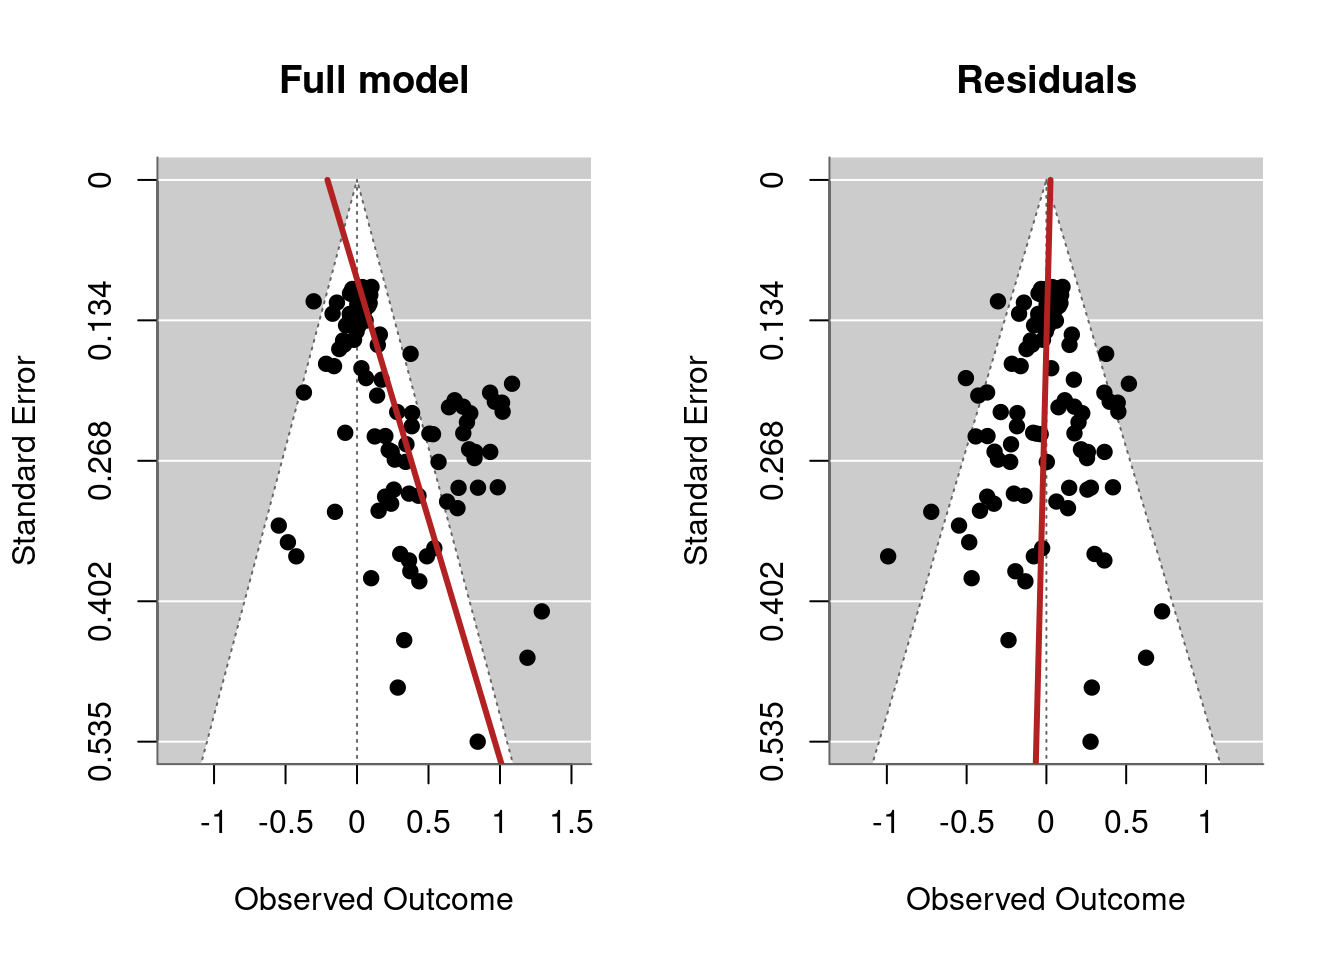 Full model
Standard Error
0
0.134
0.268
0.402
0.535
-1 -0.5 0 0.5 1 1.5
Observed Outcome
Residuals
Standard Error
0
0.134
0.268
0.402
0.535
-1 -0.5 0 0.5 1
Observed Outcome